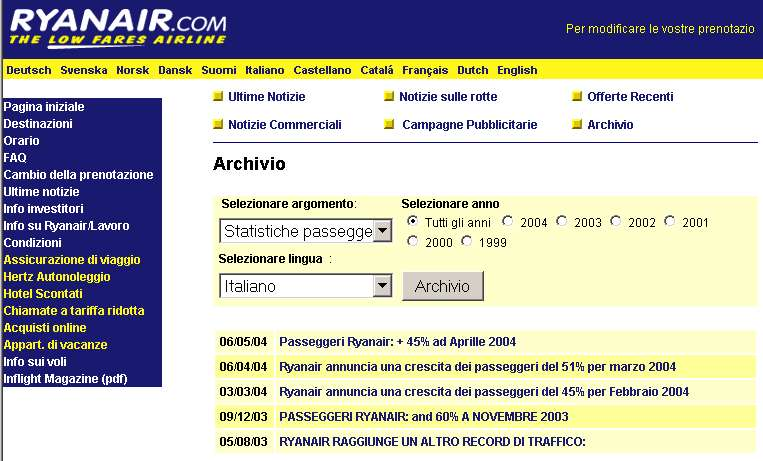 RYANAIR.COM
THE LOW FARES AIRLINE
Per modificare le vostre prenotazio
Deutsch Svenska Norsk Dansk Suomi Italiano Castellano Catalá Français Dutch English
Pagina iniziale
Destinazioni
Orario
FAQ
Cambio della prenotazione
Ultime notizie
Info investitori
Info su Ryanair/Lavoro
Condizioni
Assicurazione di viaggio
Hertz Autonoleggio
Hotel Scontati
Chiamate a tariffa ridotta
Acquisti online
Appart. di vacanze
Info sui voli
Inflight Magazine (pdf)
Ultime Notizie Notizie sulle rotte Offerte Recenti
Notizie Commerciali Campagne Pubblicitarie Archivio
Archivio
Selezionare argomento: Selezionare anno
Statistiche passegge Tutti gli anni 2004 2003 2002 2001
2000 1999
Selezionare lingua :
Italiano Archivio
06/05/04 Passeggeri Ryanair: + 45% ad Aprille 2004
06/04/04 Ryanair annuncia una crescita dei passeggeri del 51% per marzo 2004
03/03/04 Ryanair annuncia una crescita dei passeggeri del 45% per Febbraio 2004
09/12/03 PASSEGGERI RYANAIR: and 60% A NOVEMBRE 2003
05/08/03 RYANAIR RAGGIUNGE UN ALTRO RECORD DI TRAFFICO: